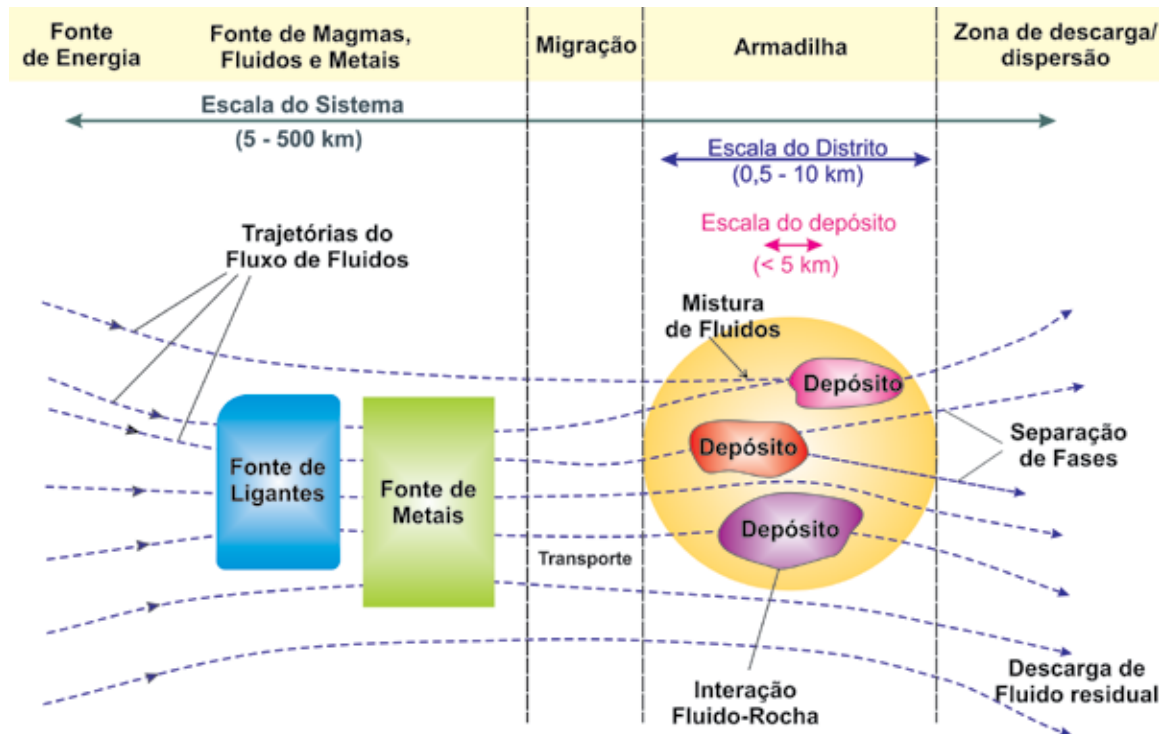 Fonte
de Energia
Fonte de Magmas,
Fluidos e Metais
Migração
Armadilha
Zona de descarga/
dispersão
Escala do Sistema
(5 - 500 km)
Escala do Distrito
(0,5 - 10 km)
Escala do depósito
(< 5 km)
Trajetórias do
Fluxo de Fluidos
Mistura
de Fluidos
Depósito
Depósito
Depósito
Fonte de
Ligantes
Fonte de
Metais
Separação
de Fases
Transporte
Interação
Fluido-Rocha
Descarga de
Fluido residual